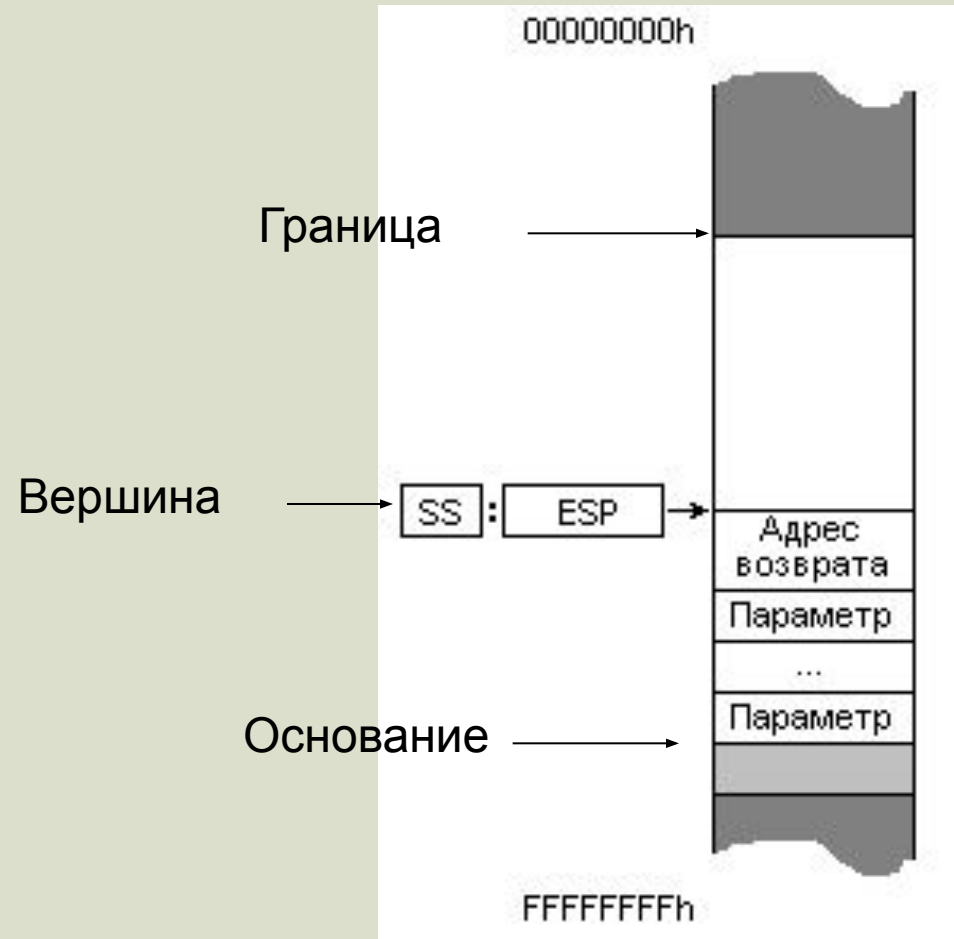 00000000h
Граница
Вершина
SS : ESP
Адрес
возврата
Параметр
...
Параметр
Основание
FFFFFFFFh